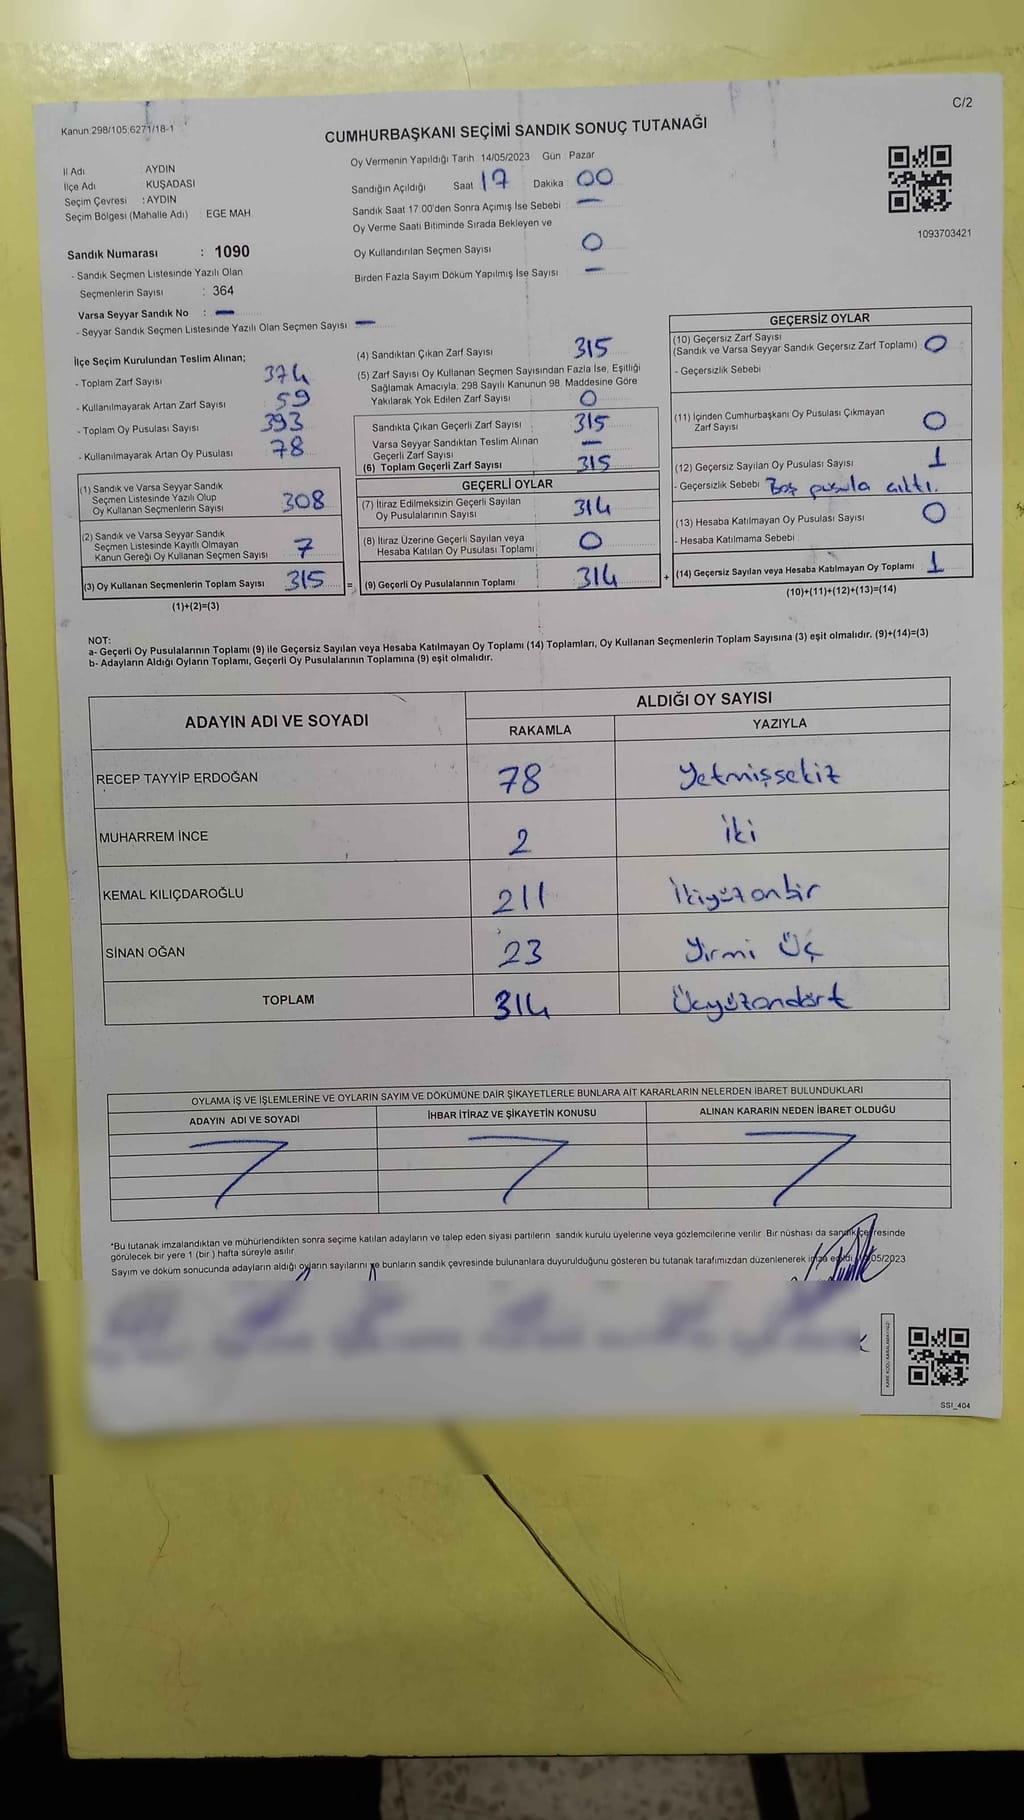 C/2
Kanun 298/105,6271/18-1
CUMHURBAŞKANI SEÇİMİ SANDIK SONUÇ TUTANAĞI
İl Adı : AYDIN
İlçe Adı : KUŞADASI
Seçim Çevresi : AYDIN
Seçim Bölgesi (Mahalle Adı) : EGE MAH.
Sandık Numarası : 1090
- Sandık Seçmen Listesinde Yazılı Olan
Seçmenlerin Sayısı : 364
Varsa Seyyar Sandık No : —
- Seyyar Sandık Seçmen Listesinde Yazılı Olan Seçmen Sayısı —
Oy Vermenin Yapıldığı Tarih 14/05/2023 Gün Pazar
Sandığın Açıldığı Saat 17 Dakika 00
Sandık Saat 17:00'den Sonra Açımış İse Sebebi —
Oy Verme Saati Bitiminde Sırada Bekleyen ve
Oy Kullandırılan Seçmen Sayısı 0
Birden Fazla Sayım Döküm Yapılmış İse Sayısı —
1093703421
İlçe Seçim Kurulundan Teslim Alınan;
- Toplam Zarf Sayısı 374
- Kullanılmayarak Artan Zarf Sayısı 59
- Toplam Oy Pusulası Sayısı 393
- Kullanılmayarak Artan Oy Pusulası 78
(1) Sandık ve Varsa Seyyar Sandık
Seçmen Listesinde Yazılı Olup
Oy Kullanan Seçmenlerin Sayısı 308
(2) Sandık ve Varsa Seyyar Sandık
Seçmen Listesinde Kayıtlı Olmayan
Kanun Gereği Oy Kullanan Seçmen Sayısı 7
(3) Oy Kullanan Seçmenlerin Toplam Sayısı 315
(1)+(2)=(3)
(4) Sandıktan Çıkan Zarf Sayısı 315
(5) Zarf Sayısı Oy Kullanan Seçmen Sayısından Fazla İse, Eşitliği
Sağlamak Amacıyla, 298 Sayılı Kanunun 98. Maddesine Göre
Yakılarak Yok Edilen Zarf Sayısı 0
Sandıkta Çıkan Geçerli Zarf Sayısı 315
Varsa Seyyar Sandıktan Teslim Alınan
Geçerli Zarf Sayısı —
(6) Toplam Geçerli Zarf Sayısı 315
GEÇERLİ OYLAR
(7) İtiraz Edilmeksizin Geçerli Sayılan
Oy Pusulalarının Sayısı 314
(8) İtiraz Üzerine Geçerli Sayılan veya
Hesaba Katılan Oy Pusulası Toplamı 0
= (9) Geçerli Oy Pusulalarının Toplamı 314
GEÇERSİZ OYLAR
(10) Geçersiz Zarf Sayısı
(Sandık ve Varsa Seyyar Sandık Geçersiz Zarf Toplamı) 0
- Geçersizlik Sebebi
(11) İçinden Cumhurbaşkanı Oy Pusulası Çıkmayan
Zarf Sayısı 0
(12) Geçersiz Sayılan Oy Pusulası Sayısı 1
- Geçersizlik Sebebi Boş pusula çıktı.
(13) Hesaba Katılmayan Oy Pusulası Sayısı 0
- Hesaba Katılmama Sebebi
+ (14) Geçersiz Sayılan veya Hesaba Katılmayan Oy Toplamı 1
(10)+(11)+(12)+(13)=(14)
NOT:
a- Geçerli Oy Pusulalarının Toplamı (9) ile Geçersiz Sayılan veya Hesaba Katılmayan Oy Toplamı (14) Toplamları, Oy Kullanan Seçmenlerin Toplam Sayısına (3) eşit olmalıdır. (9)+(14)=(3)
b- Adayların Aldığı Oyların Toplamı, Geçerli Oy Pusulalarının Toplamına (9) eşit olmalıdır.
ADAYIN ADI VE SOYADI ALDIĞI OY SAYISI
RAKAMLA YAZIYLA
RECEP TAYYİP ERDOĞAN 78 Yetmişsekiz
MUHARREM İNCE 2 İki
KEMAL KILIÇDAROĞLU 211 İkiyüzonbir
SİNAN OĞAN 23 Yirmi Üç
TOPLAM 314 Üçyüzondört
OYLAMA İŞ VE İŞLEMLERİNE VE OYLARIN SAYIM VE DÖKÜMÜNE DAİR ŞİKAYETLERLE BUNLARA AİT KARARLARIN NELERDEN İBARET BULUNDUKLARI
ADAYIN ADI VE SOYADI İHBAR İTİRAZ VE ŞİKAYETİN KONUSU ALINAN KARARIN NEDEN İBARET OLDUĞU
*Bu tutanak imzalandıktan ve mühürlendikten sonra seçime katılan adayların ve talep eden siyasi partilerin sandık kurulu üyelerine veya gözlemcilerine verilir. Bir nüshası da sandık çevresinde
görülecek bir yere 1 (bir ) hafta süreyle asılır.
Sayım ve döküm sonucunda adayların aldığı oyların sayılarını ve bunların sandık çevresinde bulunanlara duyurulduğunu gösteren bu tutanak tarafımızdan düzenlenerek imza edildi. /05/2023
SSI_404